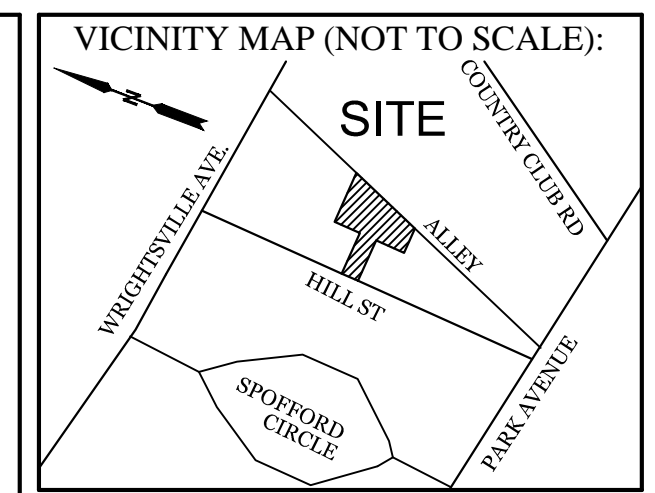 VICINITY MAP (NOT TO SCALE):
N
SITE
COUNTRY CLUB RD
WRIGHTSVILLE AVE.
ALLEY
HILL ST
SPOFFORD
CIRCLE
PARK AVENUE